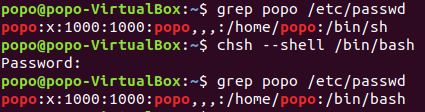 popo@popo-VirtualBox:~$ grep popo /etc/passwd
popo:x:1000:1000:popo,,,:/home/popo:/bin/sh
popo@popo-VirtualBox:~$ chsh --shell /bin/bash
Password:
popo@popo-VirtualBox:~$ grep popo /etc/passwd
popo:x:1000:1000:popo,,,:/home/popo:/bin/bash